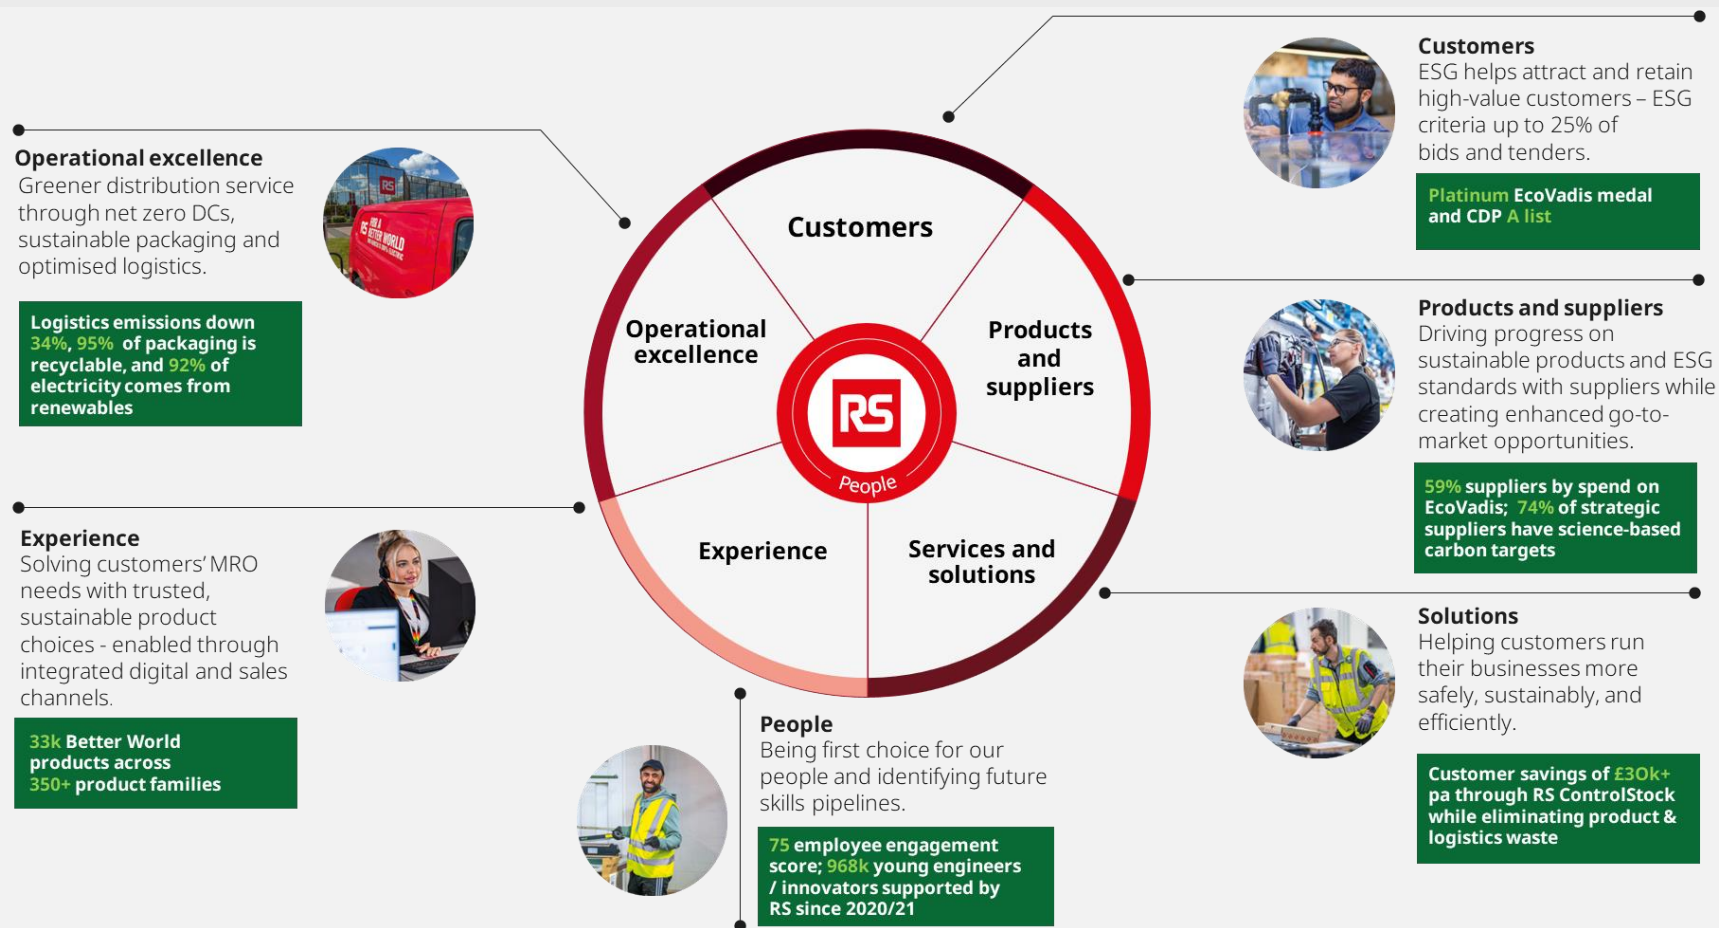 Customers
ESG helps attract and retain
high-value customers – ESG
criteria up to 25% of
bids and tenders.
Platinum EcoVadis medal
and CDP A list
Operational excellence
Greener distribution service
through net zero DCs,
sustainable packaging and
optimised logistics.
RS
RS FOR A
BETTER WORLD
Logistics emissions down
34%, 95% of packaging is
recyclable, and 92% of
electricity comes from
renewables
Customers
Operational
excellence
Products
and
suppliers
RS
People
Experience
Services and
solutions
Products and suppliers
Driving progress on
sustainable products and ESG
standards with suppliers while
creating enhanced go-to-
market opportunities.
59% suppliers by spend on
EcoVadis; 74% of strategic
suppliers have science-based
carbon targets
Experience
Solving customers’ MRO
needs with trusted,
sustainable product
choices - enabled through
integrated digital and sales
channels.
33k Better World
products across
350+ product families
Solutions
Helping customers run
their businesses more
safely, sustainably, and
efficiently.
Customer savings of £3Ok+
pa through RS ControlStock
while eliminating product &
logistics waste
People
Being first choice for our
people and identifying future
skills pipelines.
75 employee engagement
score; 968k young engineers
/ innovators supported by
RS since 2020/21